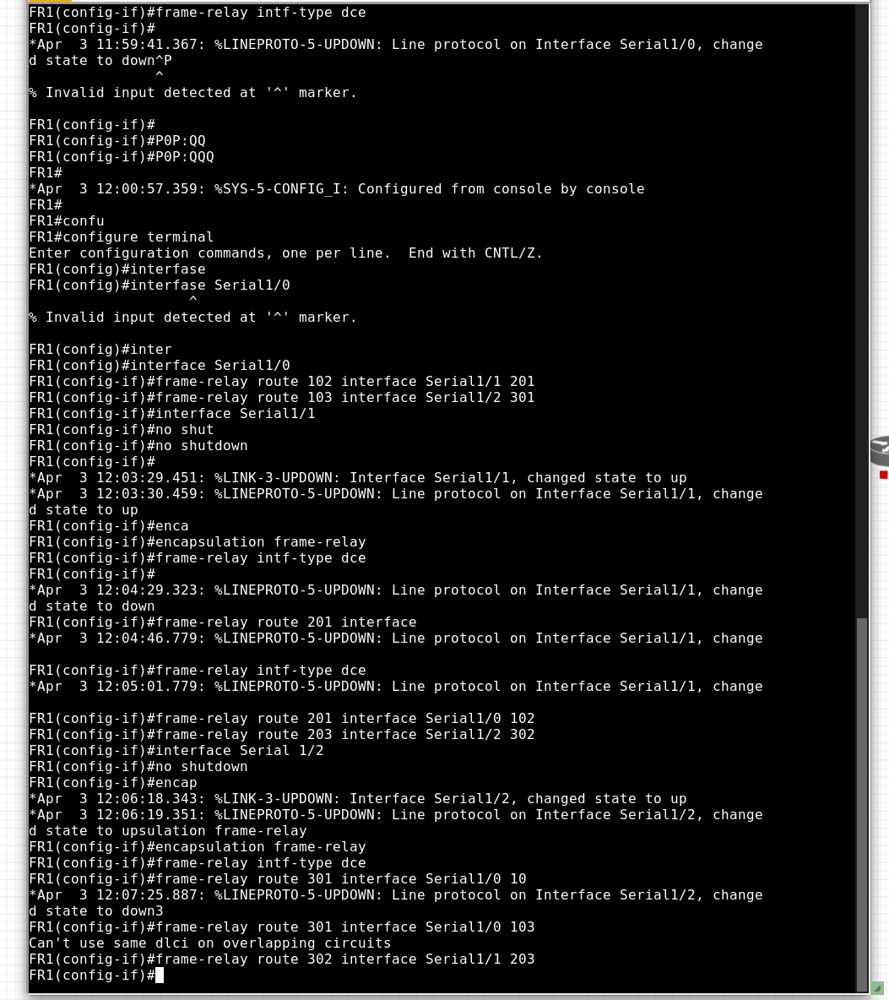 FR1(config-if)#frame-relay intf-type dce
FR1(config-if)#
*Apr  3 11:59:41.367: %LINEPROTO-5-UPDOWN: Line protocol on Interface Serial1/0, change
d state to down^P
^
% Invalid input detected at '^' marker.
FR1(config-if)#
FR1(config-if)#P0P:QQ
FR1(config-if)#P0P:QQQ
FR1#
*Apr  3 12:00:57.359: %SYS-5-CONFIG_I: Configured from console by console
FR1#
FR1#confu
FR1#configure terminal
Enter configuration commands, one per line.  End with CNTL/Z.
FR1(config)#interfase
FR1(config)#interfase Serial1/0
^
% Invalid input detected at '^' marker.
FR1(config)#inter
FR1(config)#interface Serial1/0
FR1(config-if)#frame-relay route 102 interface Serial1/1 201
FR1(config-if)#frame-relay route 103 interface Serial1/2 301
FR1(config-if)#interface Serial1/1
FR1(config-if)#no shut
FR1(config-if)#no shutdown
FR1(config-if)#
*Apr  3 12:03:29.451: %LINK-3-UPDOWN: Interface Serial1/1, changed state to up
*Apr  3 12:03:30.459: %LINEPROTO-5-UPDOWN: Line protocol on Interface Serial1/1, change
d state to up
FR1(config-if)#enca
FR1(config-if)#encapsulation frame-relay
FR1(config-if)#frame-relay intf-type dce
FR1(config-if)#
*Apr  3 12:04:29.323: %LINEPROTO-5-UPDOWN: Line protocol on Interface Serial1/1, change
d state to down
FR1(config-if)#frame-relay route 201 interface
*Apr  3 12:04:46.779: %LINEPROTO-5-UPDOWN: Line protocol on Interface Serial1/1, change
FR1(config-if)#frame-relay intf-type dce
*Apr  3 12:05:01.779: %LINEPROTO-5-UPDOWN: Line protocol on Interface Serial1/1, change
FR1(config-if)#frame-relay route 201 interface Serial1/0 102
FR1(config-if)#frame-relay route 203 interface Serial1/2 302
FR1(config-if)#interface Serial 1/2
FR1(config-if)#no shutdown
FR1(config-if)#encap
*Apr  3 12:06:18.343: %LINK-3-UPDOWN: Interface Serial1/2, changed state to up
*Apr  3 12:06:19.351: %LINEPROTO-5-UPDOWN: Line protocol on Interface Serial1/2, change
d state to upsulation frame-relay
FR1(config-if)#encapsulation frame-relay
FR1(config-if)#frame-relay intf-type dce
FR1(config-if)#frame-relay route 301 interface Serial1/0 10
*Apr  3 12:07:25.887: %LINEPROTO-5-UPDOWN: Line protocol on Interface Serial1/2, change
d state to down3
FR1(config-if)#frame-relay route 301 interface Serial1/0 103
Can't use same dlci on overlapping circuits
FR1(config-if)#frame-relay route 302 interface Serial1/1 203
FR1(config-if)#